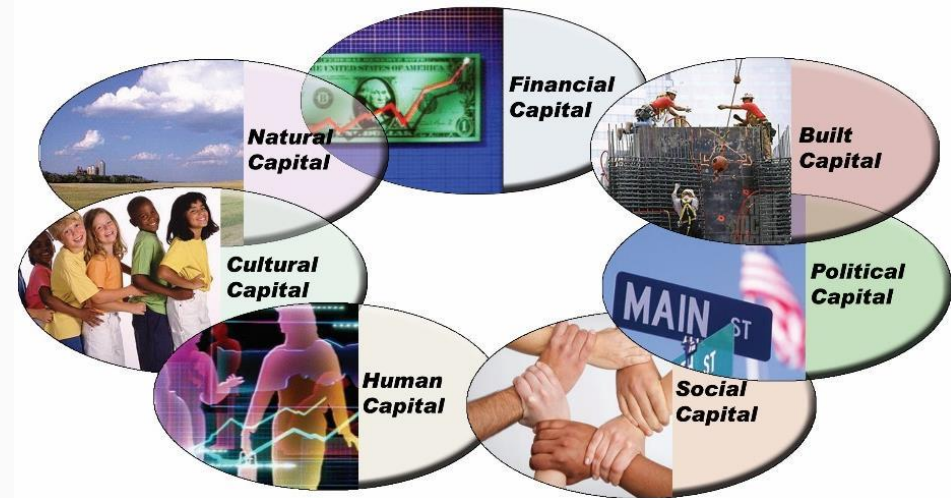 Financial
Capital
Natural
Capital
Built
Capital
Cultural
Capital
Political
Capital
MAIN ST
ST
Human
Capital
Social
Capital